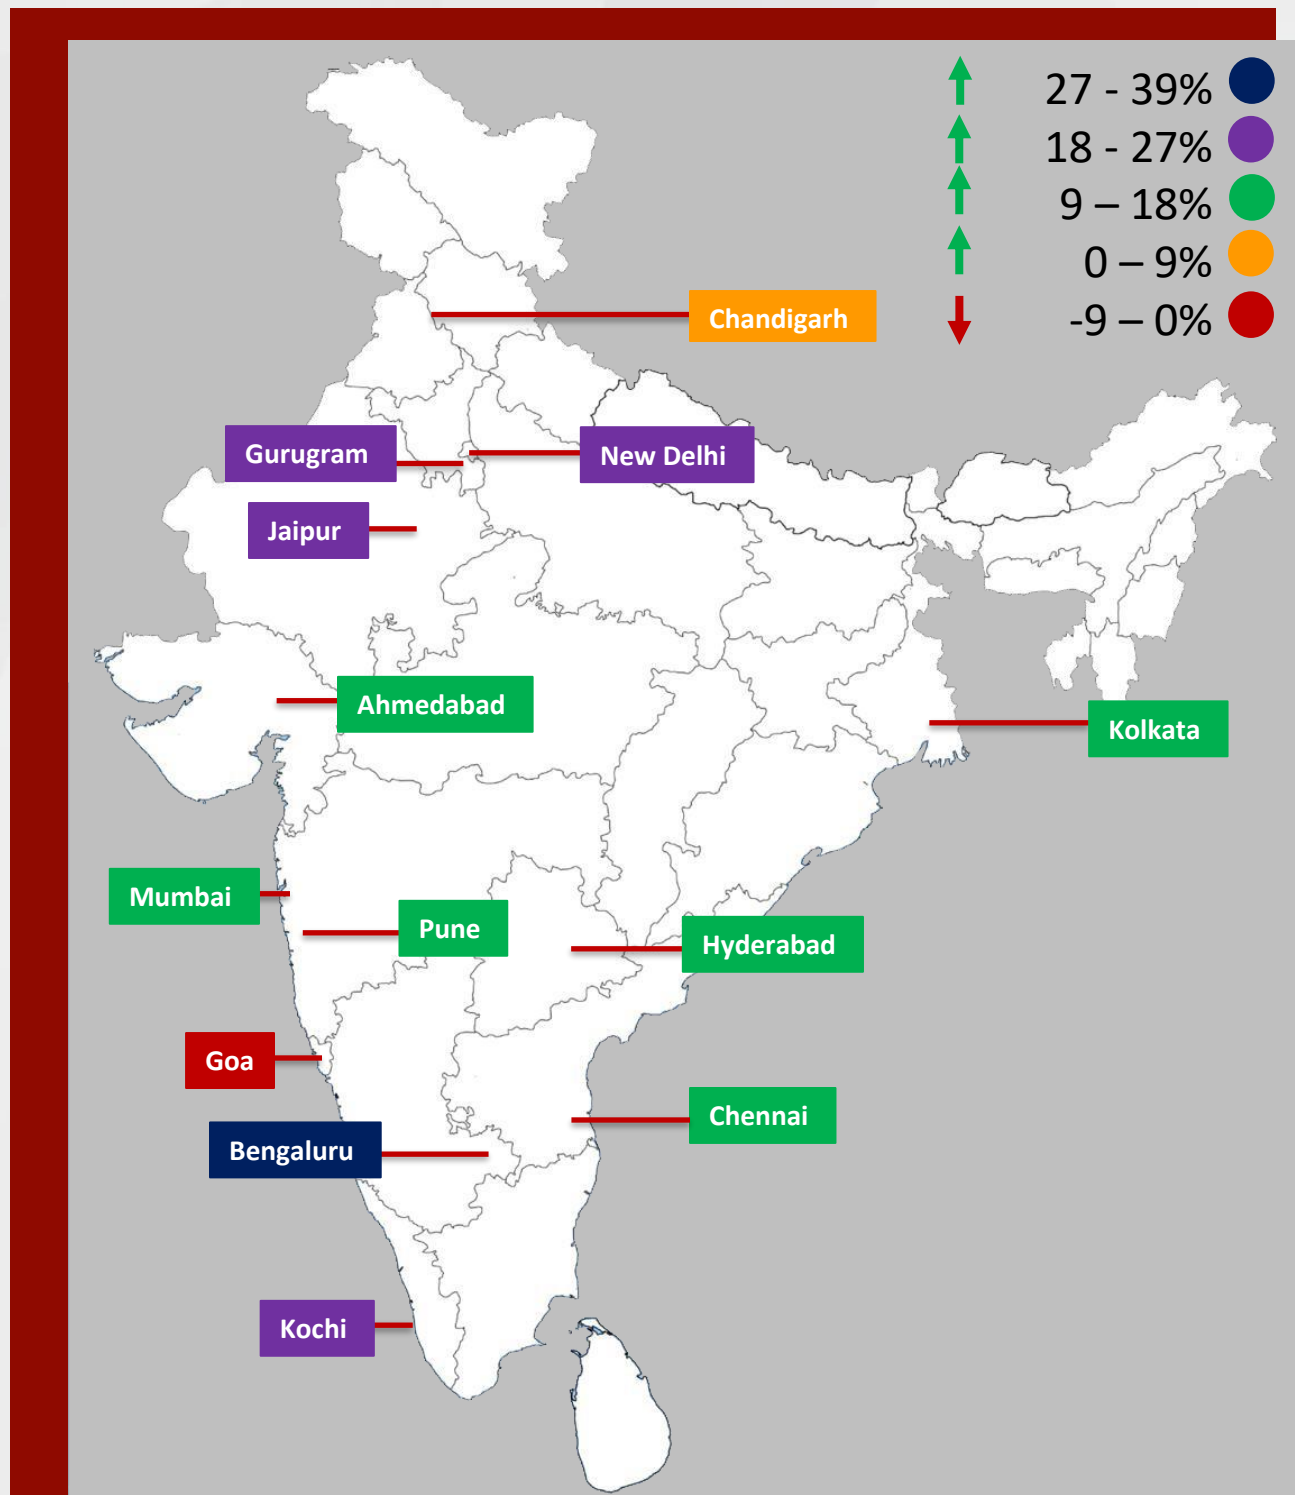 27 - 39%
18 - 27%
9 – 18%
0 – 9%
-9 – 0%
Chandigarh
Gurugram
New Delhi
Jaipur
Ahmedabad
Kolkata
Mumbai
Pune
Hyderabad
Goa
Chennai
Bengaluru
Kochi